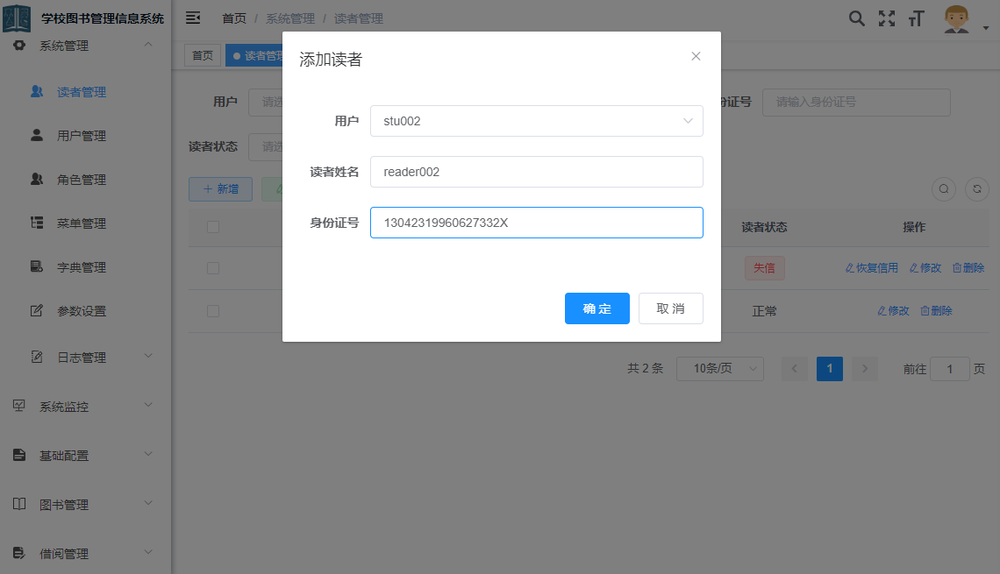 学校图书管理信息系统
首页 / 系统管理 / 读者管理
系统管理
读者管理
用户管理
角色管理
菜单管理
字典管理
参数设置
日志管理
系统监控
基础配置
图书管理
借阅管理
首页
读者管理
用户
份证号 请输入身份证号
读者状态
+ 新增
添加读者
用户 stu002
读者姓名 reader002
身份证号 13042319960627332X
确 定 取 消
读者状态 操作
失信 恢复信用 修改 删除
正常 修改 删除
共 2 条 10条/页 < 1 > 前往 1 页